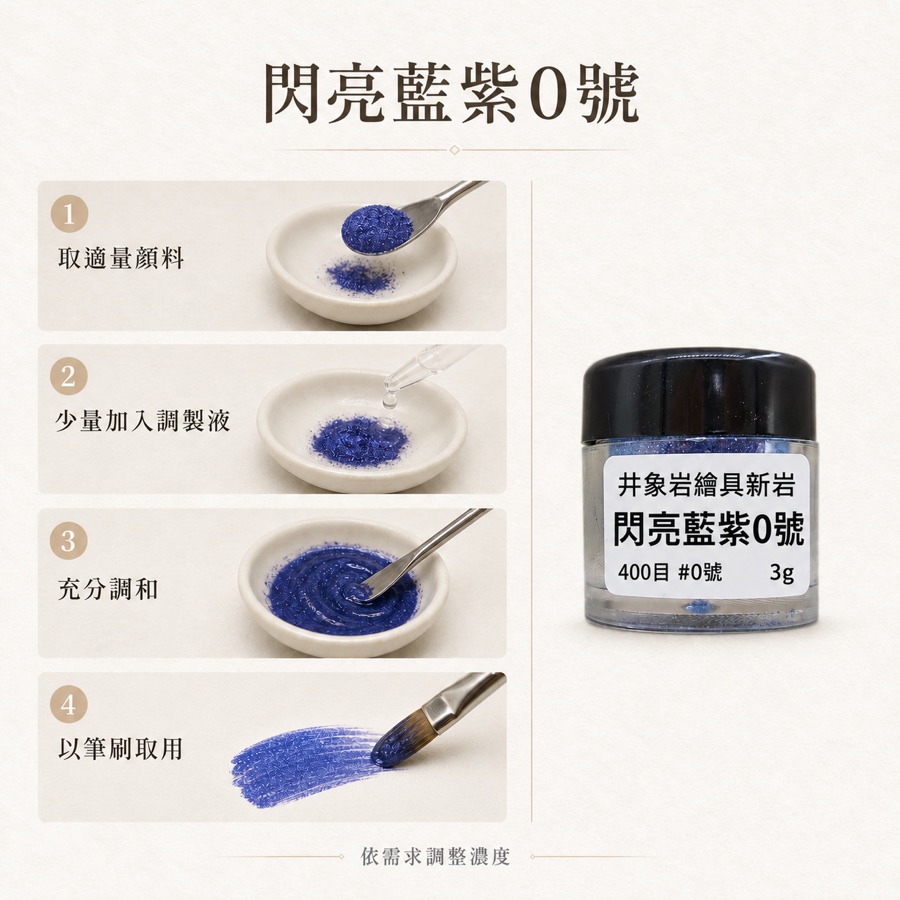 閃亮藍紫0號
1
取適量顏料
2
少量加入調製液
3
充分調和
4
以筆刷取用
井象岩繪具新岩
閃亮藍紫0號
400目 #0號 3g
依需求調整濃度